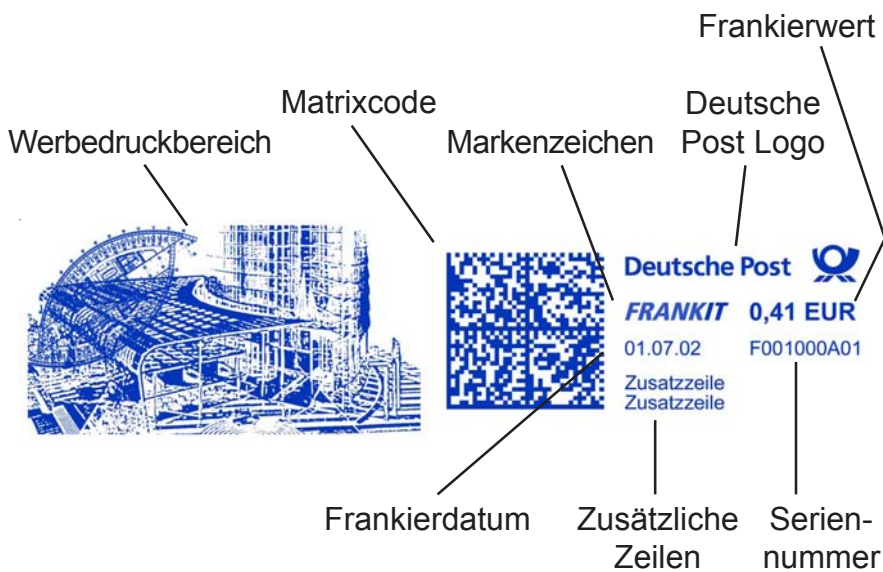 Frankierwert
Matrixcode
Deutsche
Post Logo
Werbedruckbereich
Markenzeichen
Deutsche Post
FRANKIT 0,41 EUR
01.07.02 F001000A01
Zusatzzeile
Zusatzzeile
Frankierdatum
Zusätzliche
Zeilen
Serien-
nummer